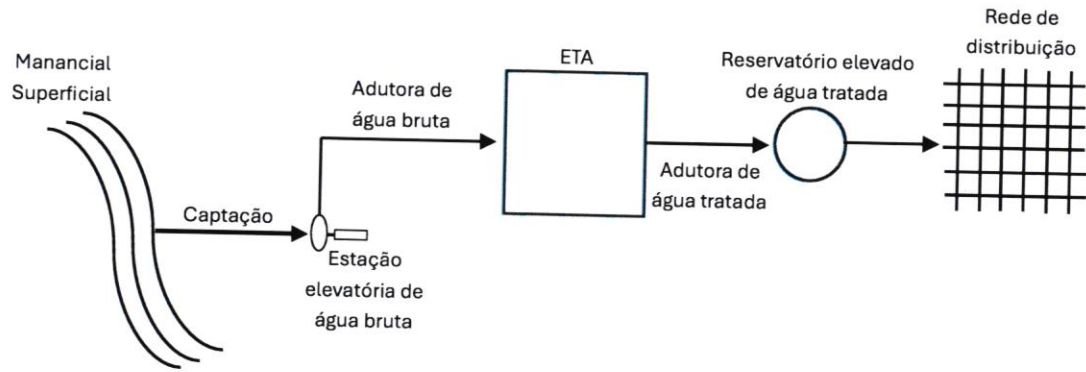 Manancial
Superficial
Captação
Estação
elevatória de
água bruta
Adutora de
água bruta
ETA
Adutora de
água tratada
Reservatório elevado
de água tratada
Rede de
distribuição